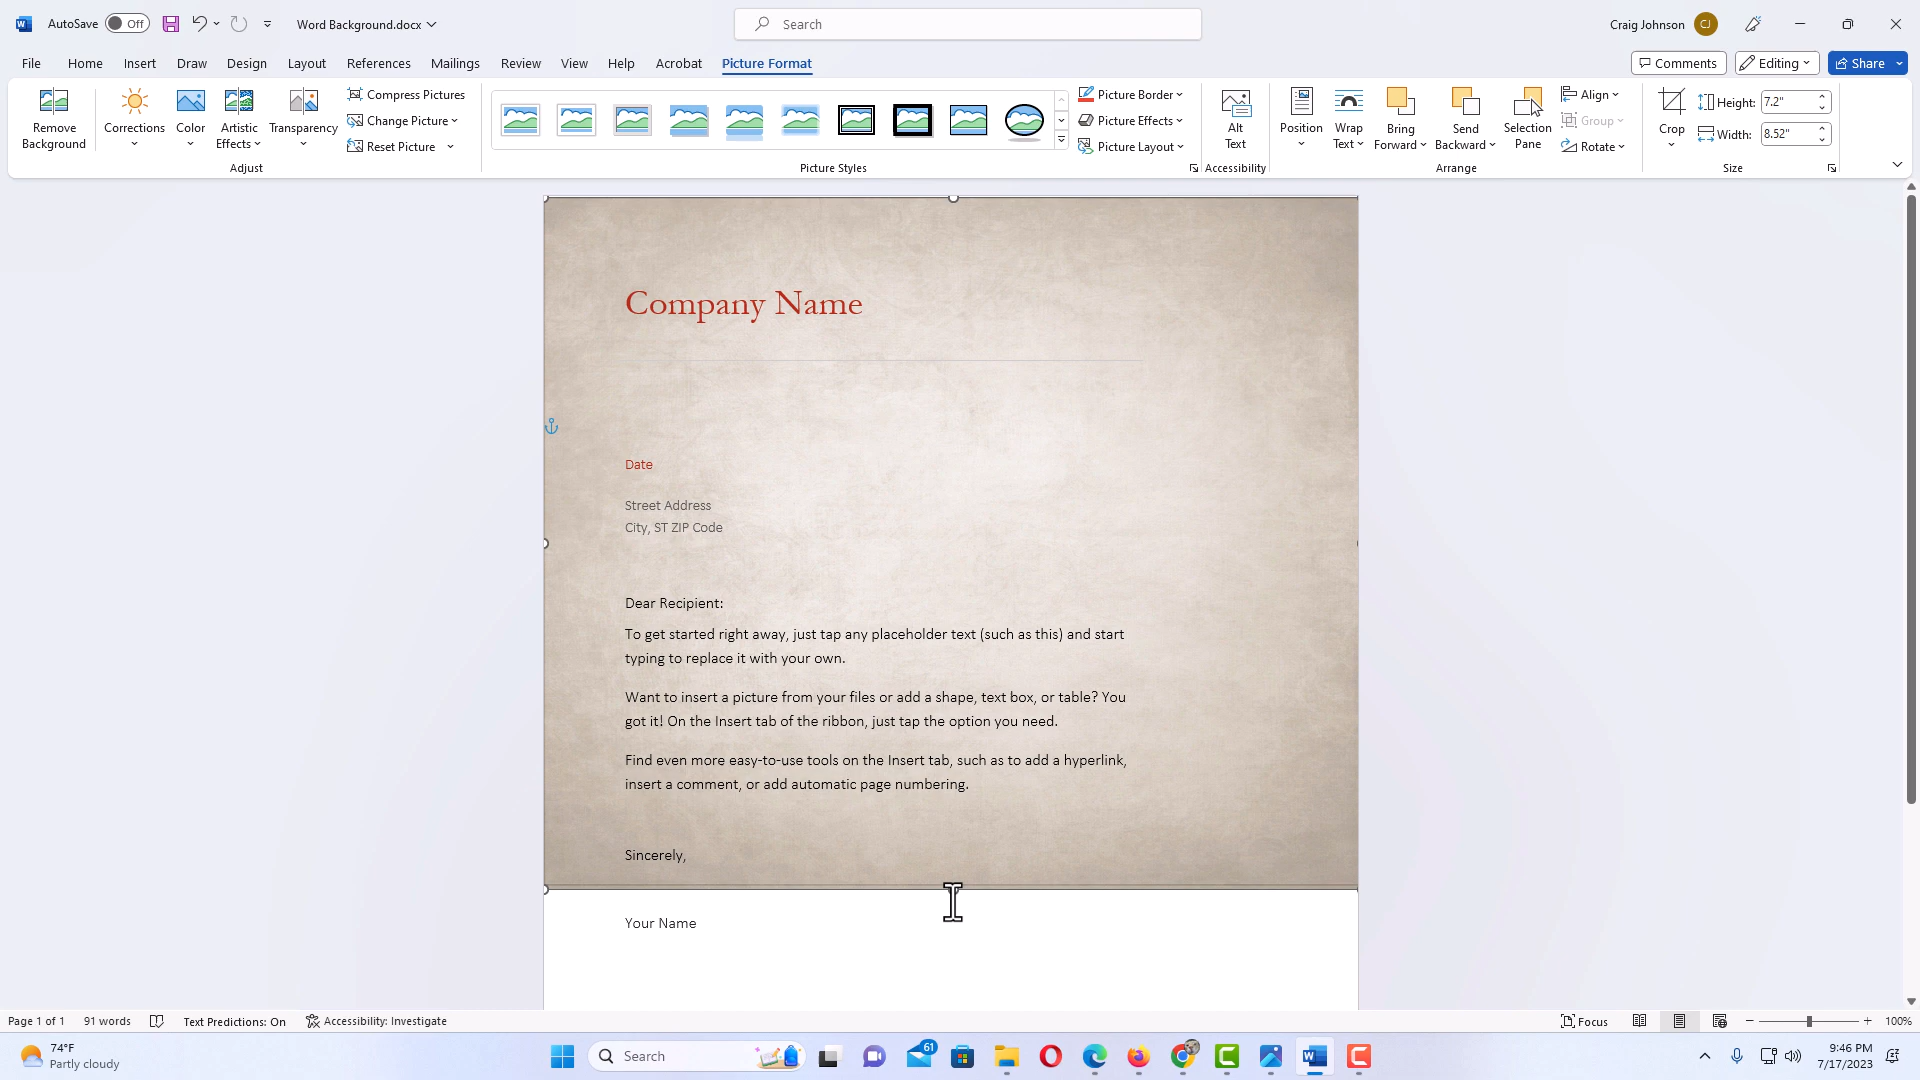 AutoSave Off Word Background.docx Search Craig Johnson CJ
File Home Insert Draw Design Layout References Mailings Review View Help Acrobat Picture Format Comments Editing Share
Remove Background
Corrections
Color
Artistic Effects
Transparency
Compress Pictures
Change Picture
Reset Picture
Adjust
Picture Styles
Picture Border
Picture Effects
Picture Layout
Alt Text
Accessibility
Position
Wrap Text
Bring Forward
Send Backward
Selection Pane
Align
Group
Rotate
Arrange
Crop
Height: 7.2"
Width: 8.52"
Size
Company Name
Date
Street Address
City, ST ZIP Code
Dear Recipient:
To get started right away, just tap any placeholder text (such as this) and start
typing to replace it with your own.
Want to insert a picture from your files or add a shape, text box, or table? You
got it! On the Insert tab of the ribbon, just tap the option you need.
Find even more easy-to-use tools on the Insert tab, such as to add a hyperlink,
insert a comment, or add automatic page numbering.
Sincerely,
Your Name
Page 1 of 1 91 words Text Predictions: On Accessibility: Investigate Focus 100%
74°F
Partly cloudy
Search
61
9:46 PM
7/17/2023